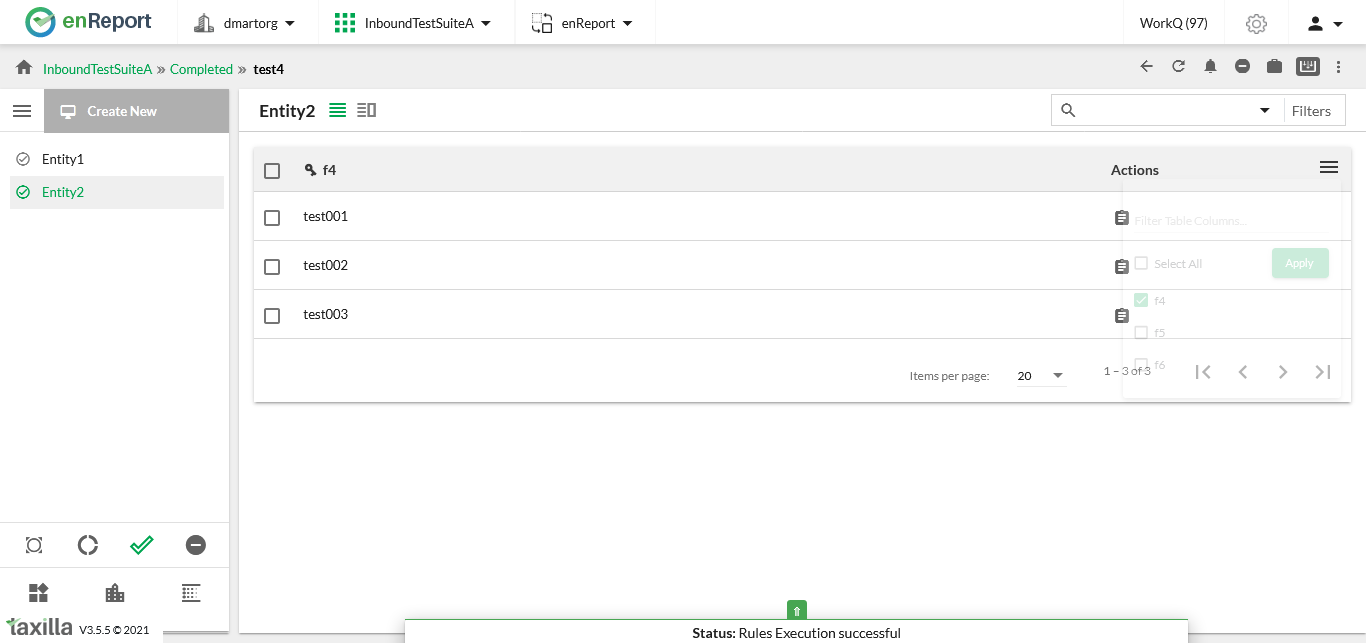 enReport dmartorg InboundTestSuiteA enReport WorkQ (97)
InboundTestSuiteA » Completed » test4
Create New
Entity2
Filters
Entity1
Entity2
f4 Actions
test001
Filter Table Columns...
test002
Select All Apply
f4
test003
f5
f6
Items per page: 20 1 – 3 of 3
taxilla V3.5.5 © 2021
Status: Rules Execution successful